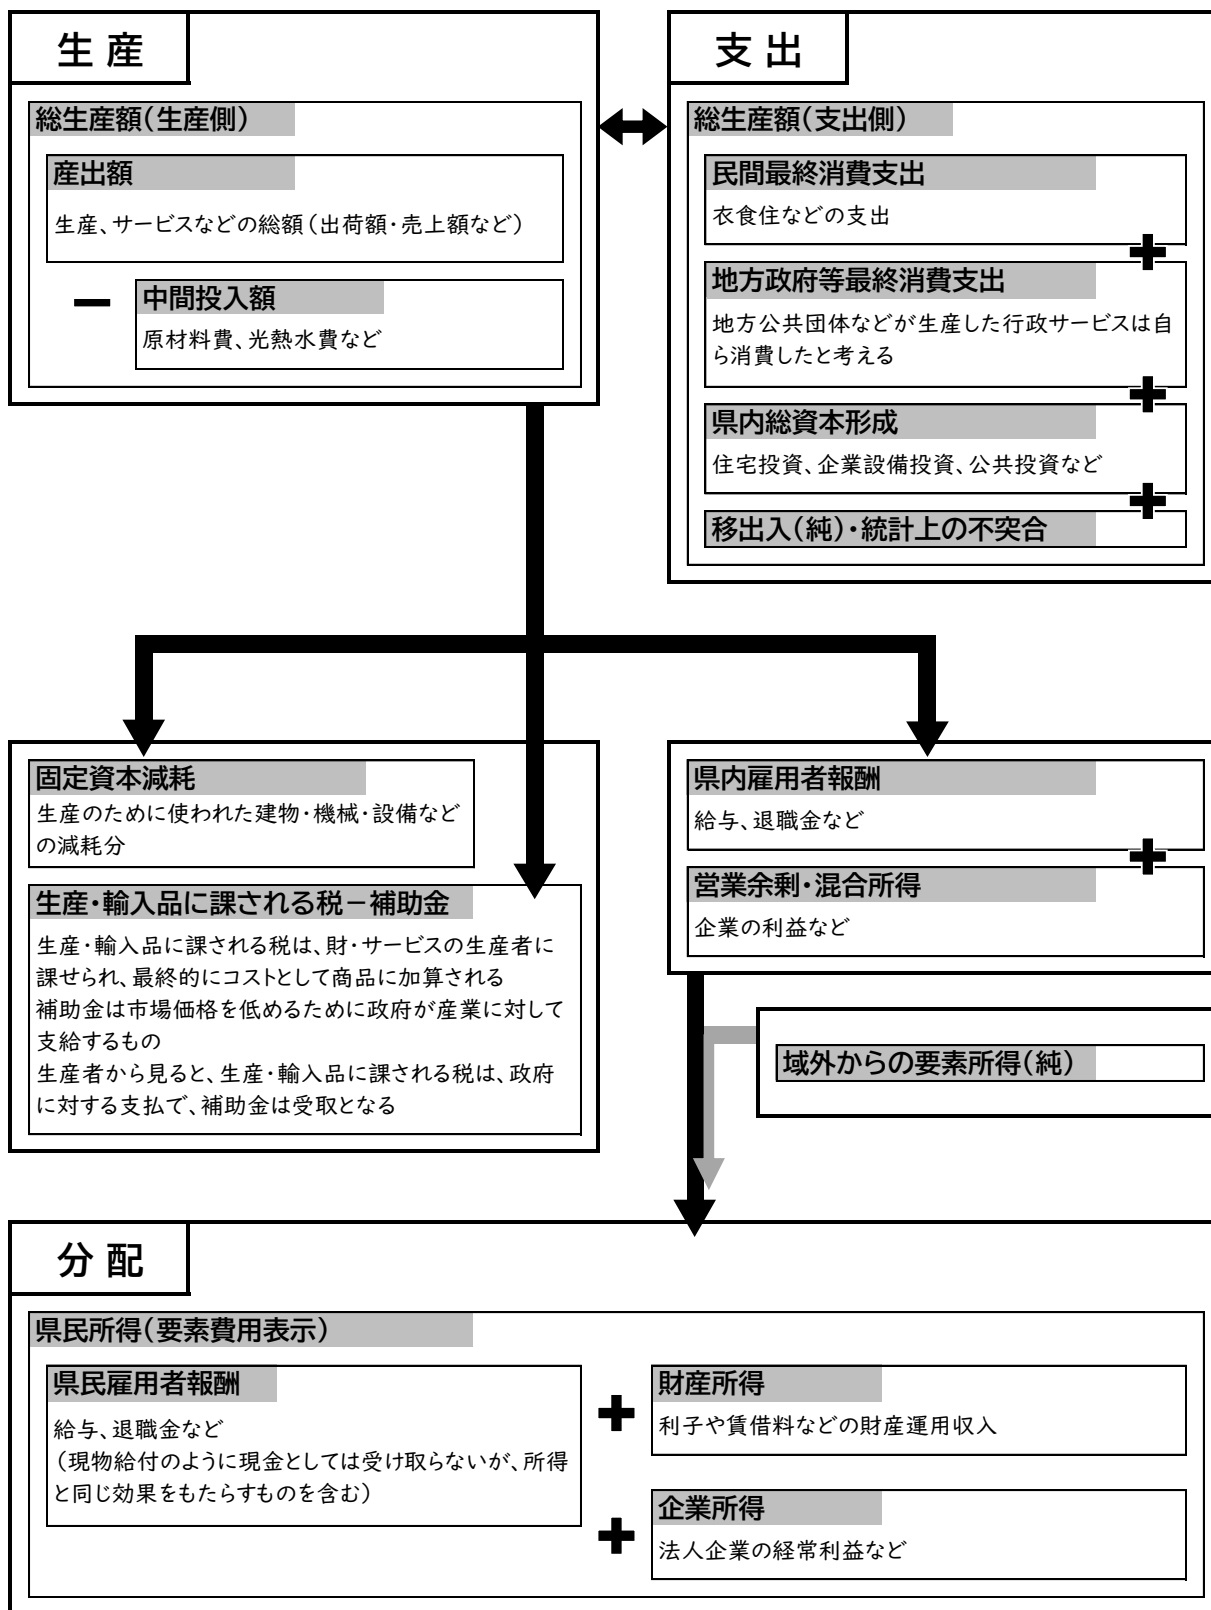 生 産
総生産額(生産側)
産出額
生産、サービスなどの総額(出荷額・売上額など)
中間投入額
原材料費、光熱水費など
支 出
総生産額(支出側)
民間最終消費支出
衣食住などの支出
地方政府等最終消費支出
地方公共団体などが生産した行政サービスは自
ら消費したと考える
県内総資本形成
住宅投資、企業設備投資、公共投資など
移出入(純)・統計上の不突合
固定資本減耗
生産のために使われた建物・機械・設備など
の減耗分
生産・輸入品に課される税－補助金
生産・輸入品に課される税は、財・サービスの生産者に
課せられ、最終的にコストとして商品に加算される
補助金は市場価格を低めるために政府が産業に対して
支給するもの
生産者から見ると、生産・輸入品に課される税は、政府
に対する支払で、補助金は受取となる
県内雇用者報酬
給与、退職金など
営業余剰・混合所得
企業の利益など
域外からの要素所得(純)
分 配
県民所得(要素費用表示)
県民雇用者報酬
給与、退職金など
(現物給付のように現金としては受け取らないが、所得
と同じ効果をもたらすものを含む)
財産所得
利子や賃借料などの財産運用収入
企業所得
法人企業の経常利益など